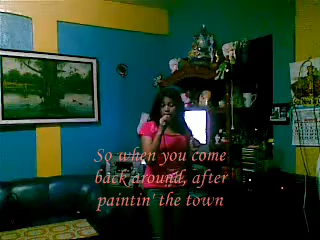 So when you come
back around, after
paintin' the town